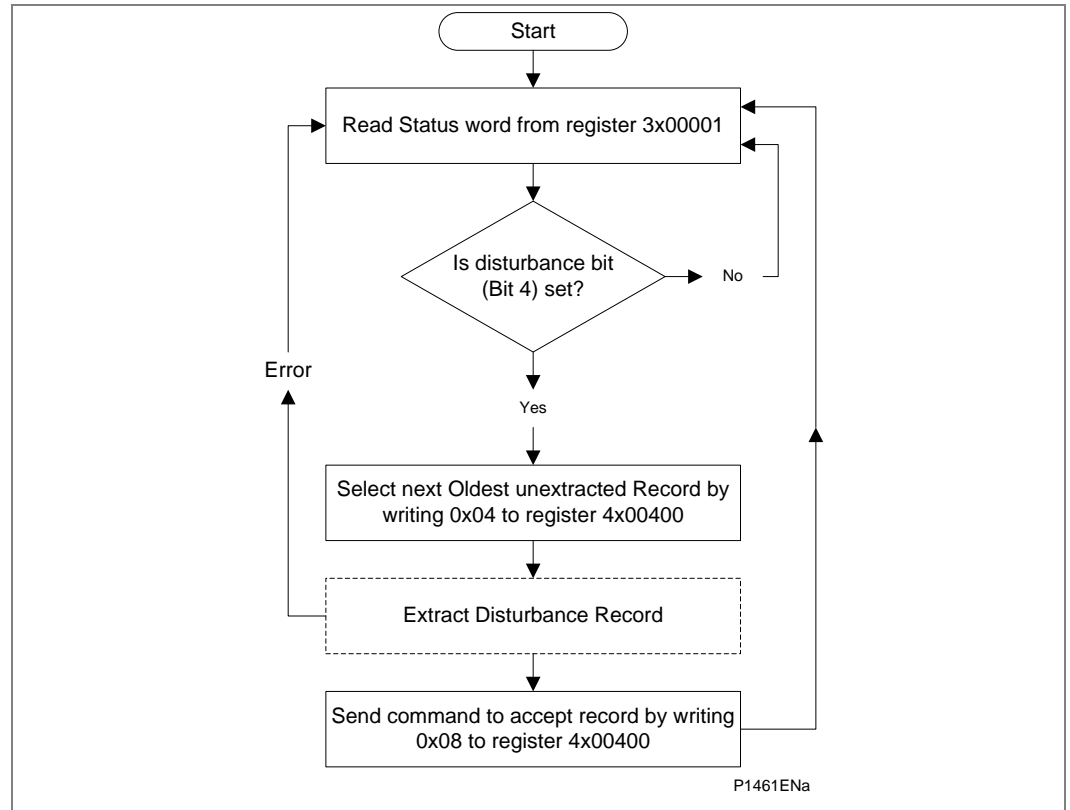 Start
Read Status word from register 3x00001
Is disturbance bit
(Bit 4) set?
No
Error
Yes
Select next Oldest unextracted Record by
writing 0x04 to register 4x00400
Extract Disturbance Record
Send command to accept record by writing
0x08 to register 4x00400
P1461ENa